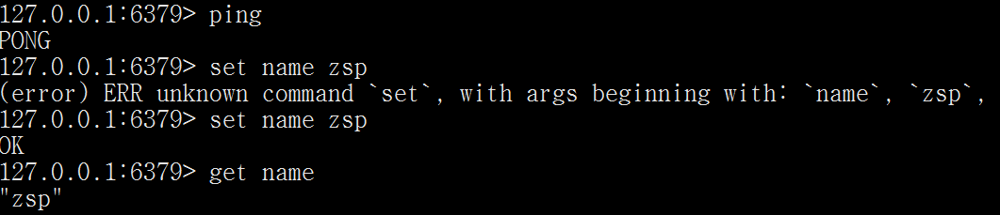 127.0.0.1:6379> ping
PONG
127.0.0.1:6379> set name zsp
(error) ERR unknown command `set`, with args beginning with: `name`, `zsp`,
127.0.0.1:6379> set name zsp
OK
127.0.0.1:6379> get name
"zsp"